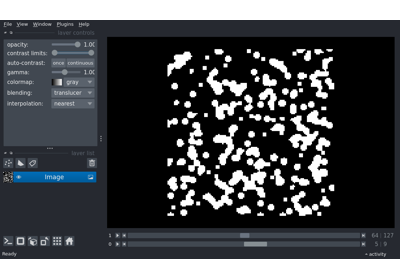 File View Window Plugins Help
layer controls
opacity: 1.00
contrast limits:
auto-contrast: once continuous
gamma: 1.00
colormap: gray
blending: translucen
interpolation: nearest
layer list
Image
1 64 127
0 5 9
Ready activity